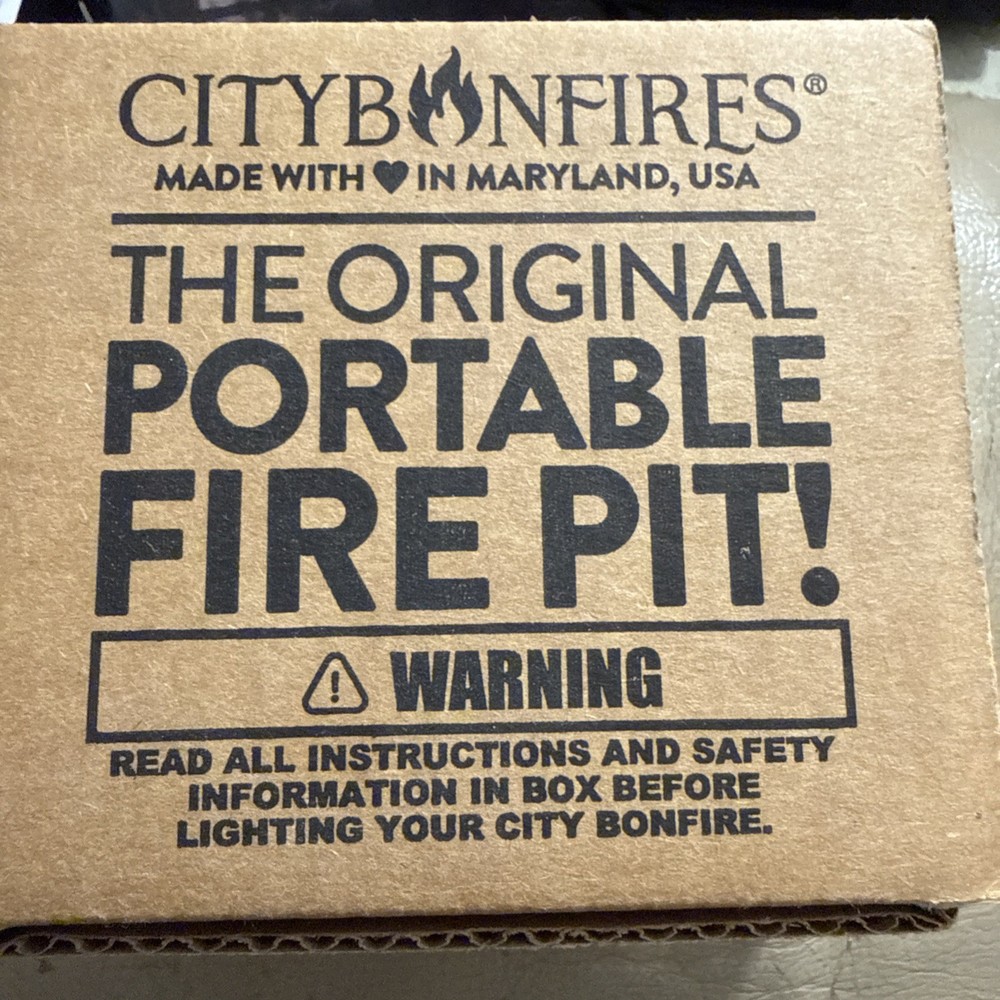 CITYBONFIRES®
MADE WITH ♥ IN MARYLAND, USA
THE ORIGINAL
PORTABLE
FIRE PIT!
⚠ WARNING
READ ALL INSTRUCTIONS AND SAFETY
INFORMATION IN BOX BEFORE
LIGHTING YOUR CITY BONFIRE.